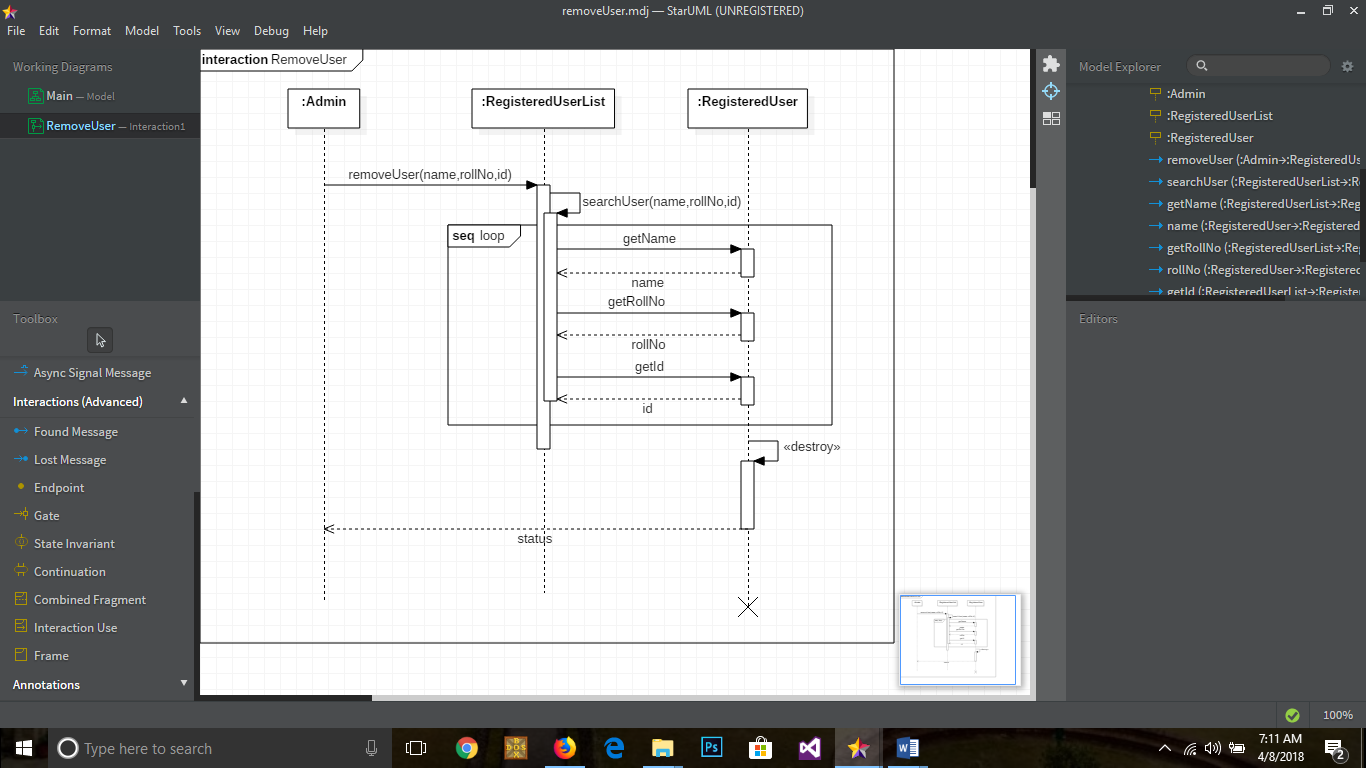 removeUser.mdj — StarUML (UNREGISTERED)
File Edit Format Model Tools View Debug Help
Working Diagrams
Main — Model
RemoveUser — Interaction1
Toolbox
Async Signal Message
Interactions (Advanced)
Found Message
Lost Message
Endpoint
Gate
State Invariant
Continuation
Combined Fragment
Interaction Use
Frame
Annotations
interaction RemoveUser
:Admin
:RegisteredUserList
:RegisteredUser
removeUser(name,rollNo,id)
searchUser(name,rollNo,id)
seq loop
getName
name
getRollNo
rollNo
getId
id
«destroy»
status
Model Explorer
:Admin
:RegisteredUserList
:RegisteredUser
removeUser (:Admin→:RegisteredUs
searchUser (:RegisteredUserList→:R
getName (:RegisteredUserList→:Reg
name (:RegisteredUser→:Registered
getRollNo (:RegisteredUserList→:Reg
rollNo (:RegisteredUser→:Registered
getId (:RegisteredUserList→:Register
Editors
100%
Type here to search
7:11 AM
4/8/2018
2